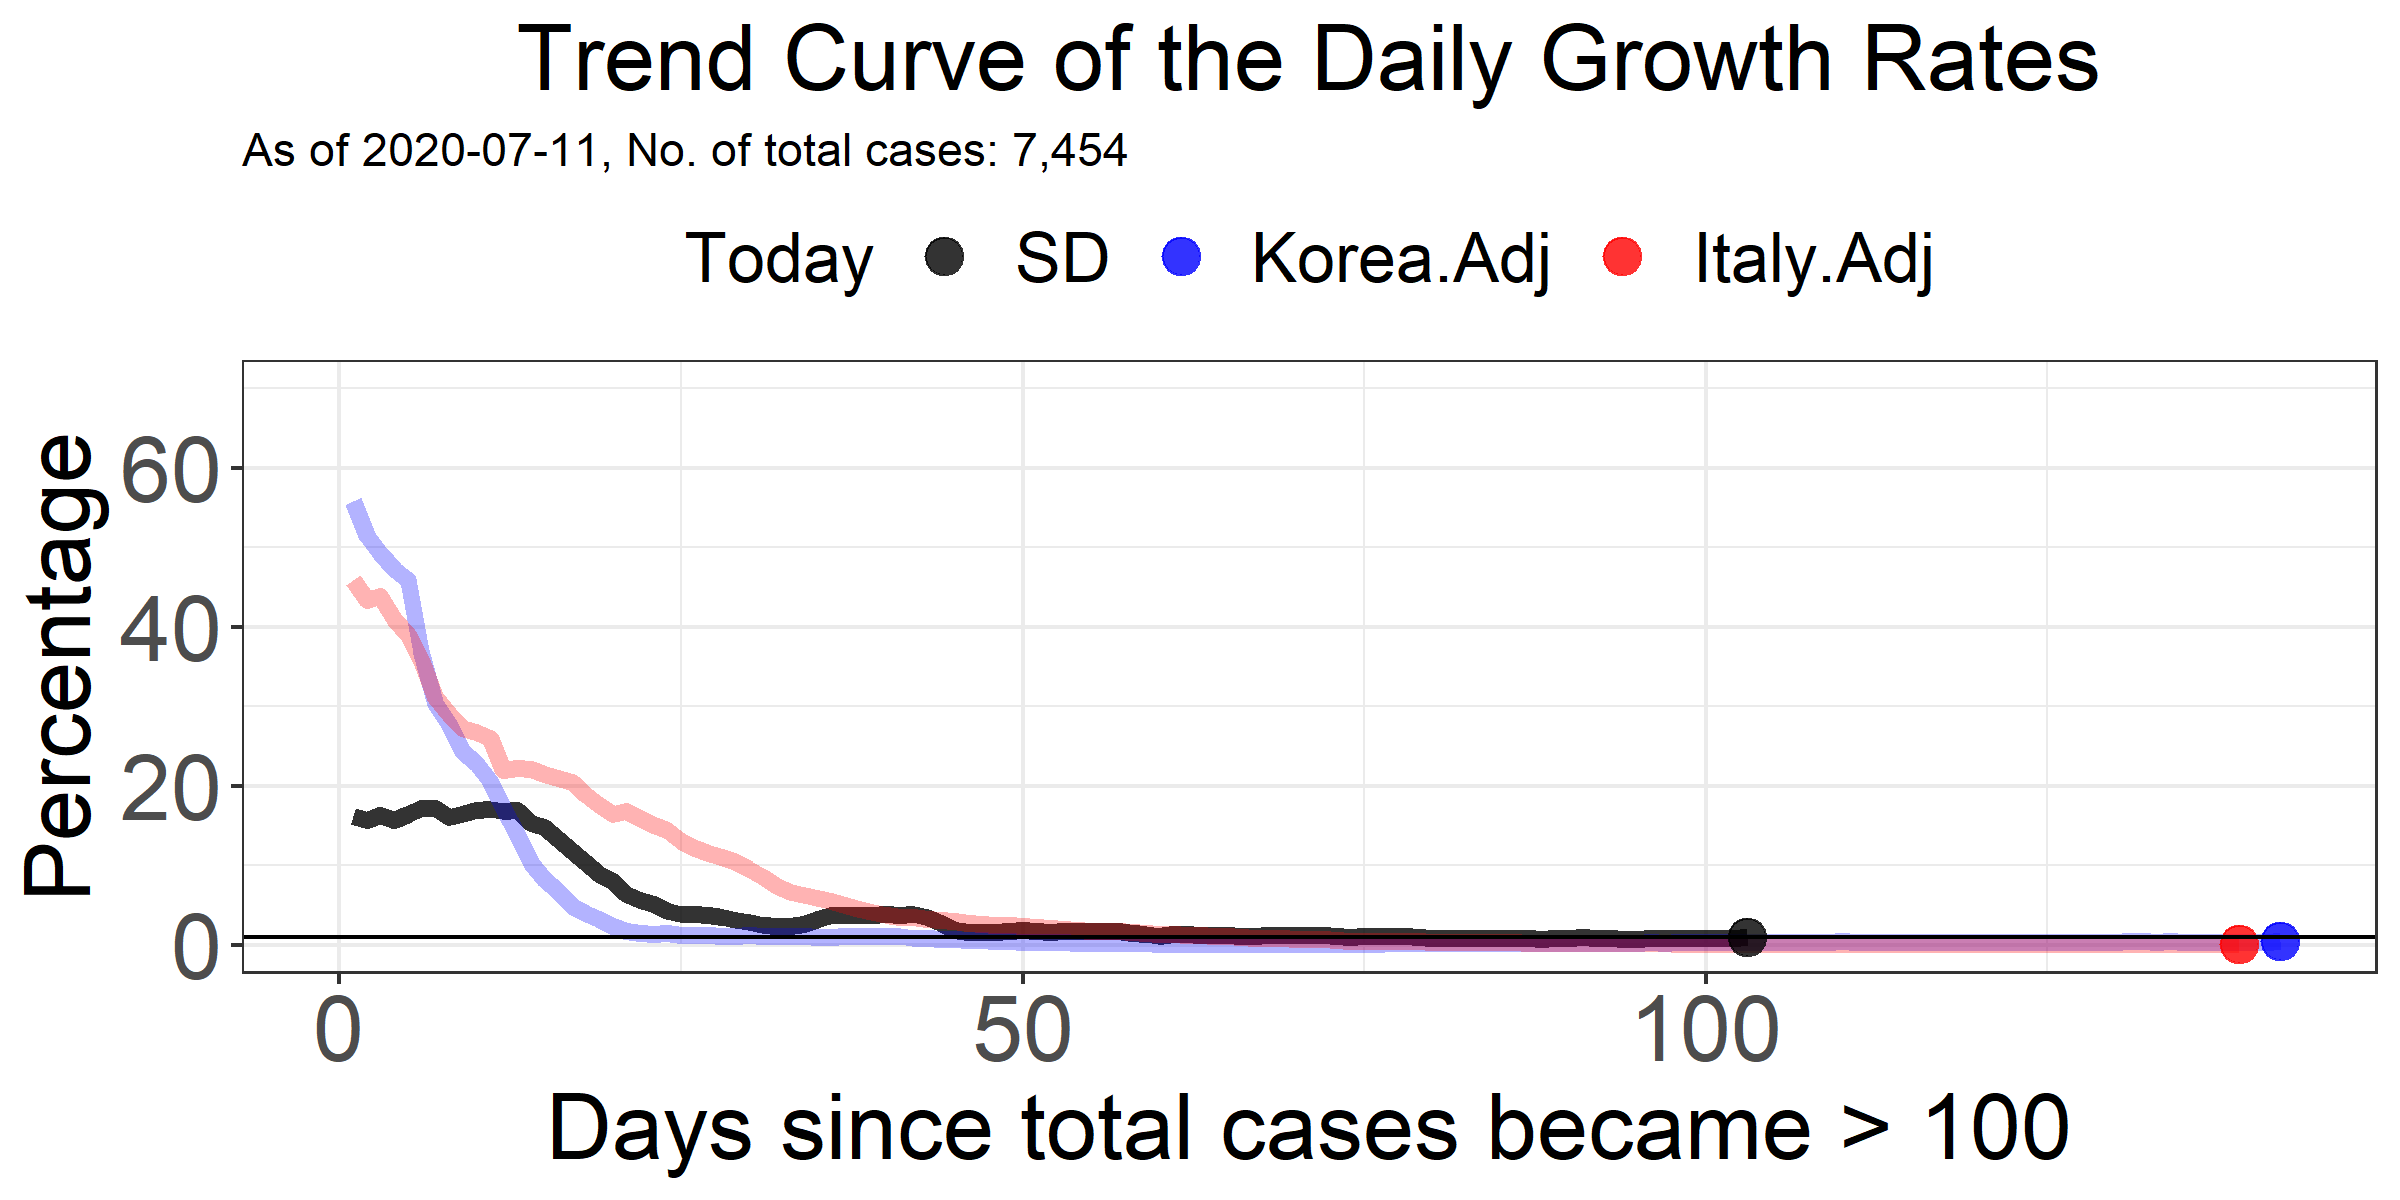 Trend Curve of the Daily Growth Rates
As of 2020-07-11, No. of total cases: 7,454
Today SD Korea.Adj Italy.Adj
Percentage
60
40
20
0
0 50 100
Days since total cases became > 100